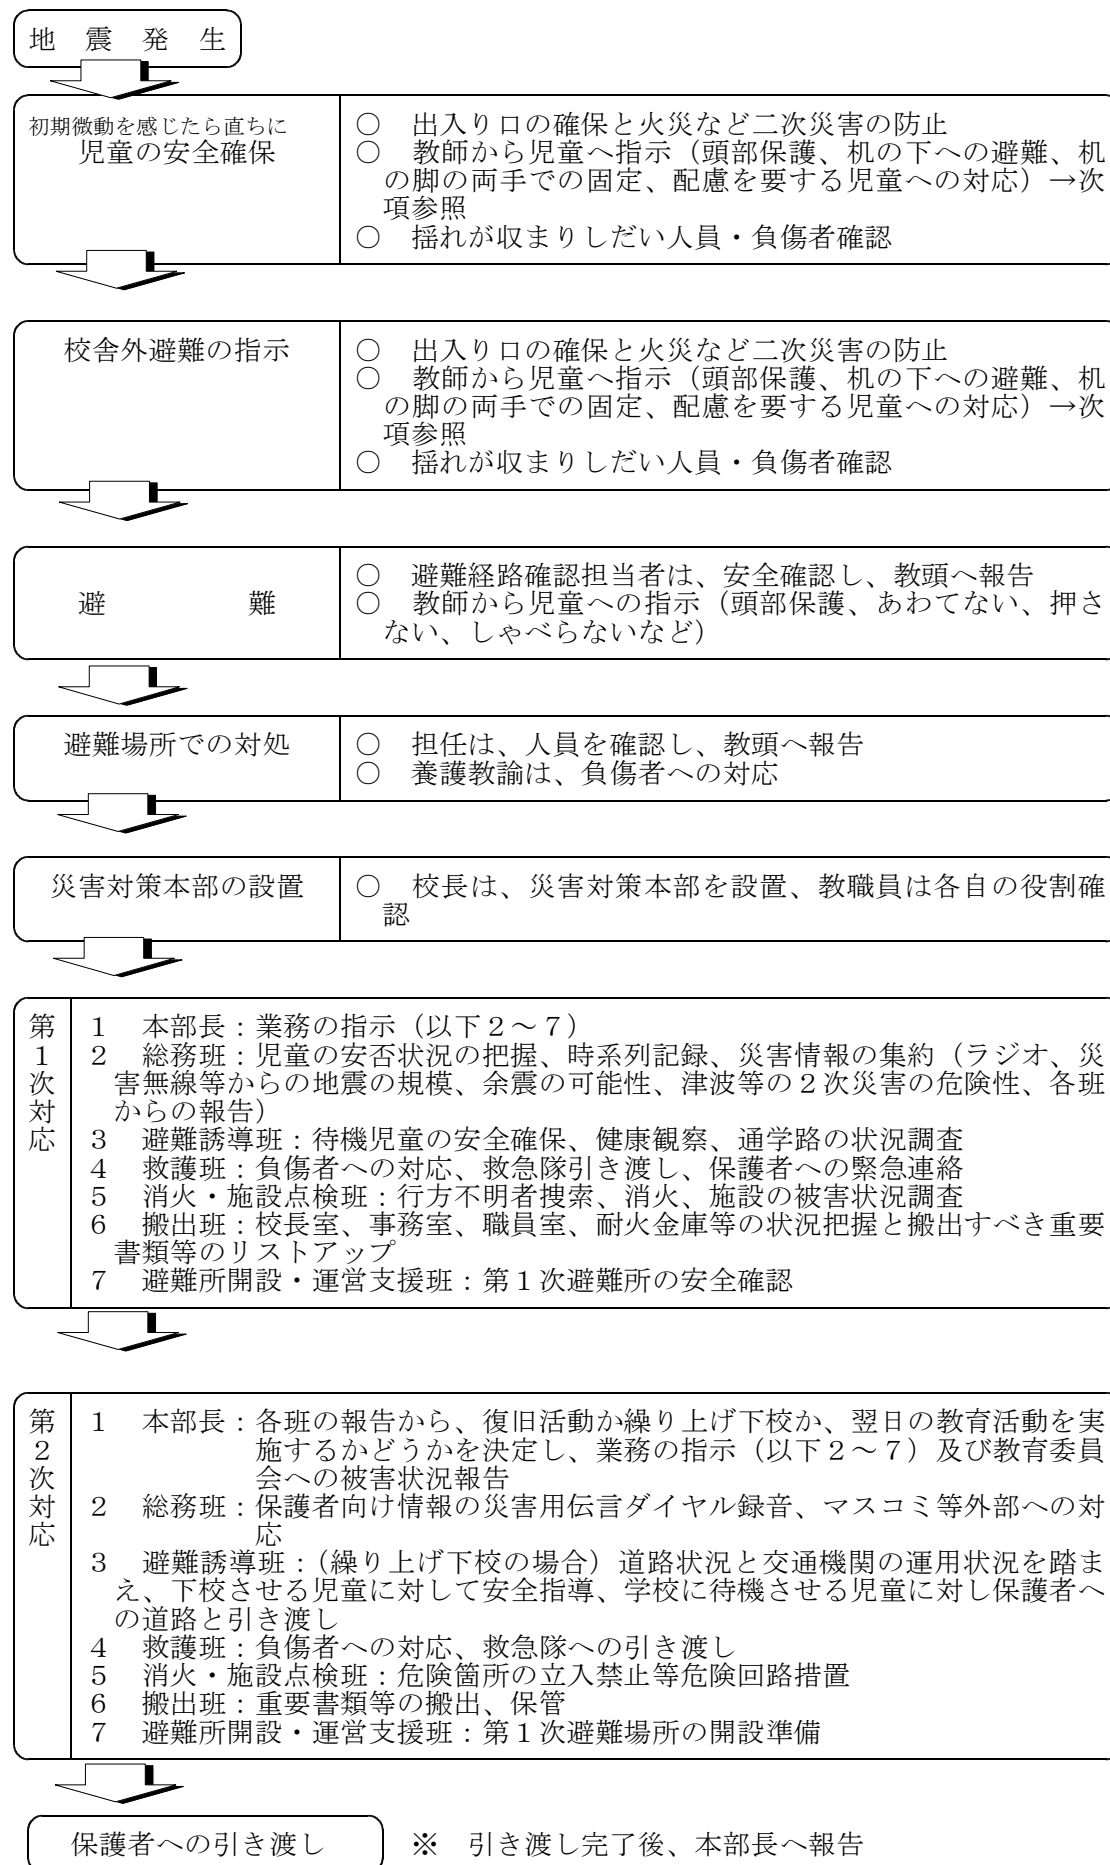 地　震　発　生
初期微動を感じたら直ちに
児童の安全確保
○　出入り口の確保と火災など二次災害の防止
○　教師から児童へ指示（頭部保護、机の下への避難、机
の脚の両手での固定、配慮を要する児童への対応）→次
項参照
○　揺れが収まりしだい人員・負傷者確認
校舎外避難の指示
○　出入り口の確保と火災など二次災害の防止
○　教師から児童へ指示（頭部保護、机の下への避難、机
の脚の両手での固定、配慮を要する児童への対応）→次
項参照
○　揺れが収まりしだい人員・負傷者確認
避　　　　　難
○　避難経路確認担当者は、安全確認し、教頭へ報告
○　教師から児童への指示（頭部保護、あわてない、押さ
ない、しゃべらないなど）
避難場所での対処
○　担任は、人員を確認し、教頭へ報告
○　養護教諭は、負傷者への対応
災害対策本部の設置
○　校長は、災害対策本部を設置、教職員は各自の役割確
認
第１次対応
１　本部長：業務の指示（以下２～７）
２　総務班：児童の安否状況の把握、時系列記録、災害情報の集約（ラジオ、災
害無線等からの地震の規模、余震の可能性、津波等の２次災害の危険性、各班
からの報告）
３　避難誘導班：待機児童の安全確保、健康観察、通学路の状況調査
４　救護班：負傷者への対応、救急隊引き渡し、保護者への緊急連絡
５　消火・施設点検班：行方不明者捜索、消火、施設の被害状況調査
６　搬出班：校長室、事務室、職員室、耐火金庫等の状況把握と搬出すべき重要
書類等のリストアップ
７　避難所開設・運営支援班：第１次避難所の安全確認
第２次対応
１　本部長：各班の報告から、復旧活動か繰り上げ下校か、翌日の教育活動を実
施するかどうかを決定し、業務の指示（以下２～７）及び教育委員
会への被害状況報告
２　総務班：保護者向け情報の災害用伝言ダイヤル録音、マスコミ等外部への対
応
３　避難誘導班：（繰り上げ下校の場合）道路状況と交通機関の運用状況を踏ま
え、下校させる児童に対して安全指導、学校に待機させる児童に対し保護者へ
の道路と引き渡し
４　救護班：負傷者への対応、救急隊への引き渡し
５　消火・施設点検班：危険箇所の立入禁止等危険回路措置
６　搬出班：重要書類等の搬出、保管
７　避難所開設・運営支援班：第１次避難場所の開設準備
保護者への引き渡し
※　引き渡し完了後、本部長へ報告